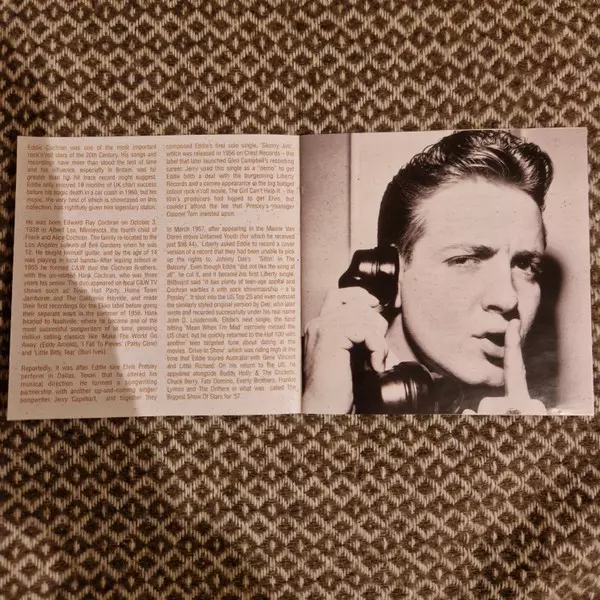 Eddie Cochran was one of the most important
rock'n'roll stars of the 20th Century. His songs and
recordings have more than stood the test of time
and his influence, especially in Britain, was far
greater than his hit track record might suggest.
Eddie only enjoyed 18 months of UK chart success
before his tragic death in a car crash in 1960, but his
music, the very best of which is showcased on this
collection, has rightfully given him legendary status.
He was born Edward Ray Cochran on October 3,
1938 in Albert Lea, Minnesota, the fourth child of
Frank and Alice Cochran. The family re-located to the
Los Angeles suburb of Bell Gardens when he was
12. He taught himself guitar, and by the age of 14
was playing in local bands. After leaving school in
1955 he formed C&W duo The Cochran Brothers,
with the un-related Hank Cochran, who was three
years his senior. The duo appeared on local C&W TV
shows such as Town Hall Party, Home Town
Jamboree, and The California Hayride, and made
their first recordings for the Ekko label before going
their separate ways in the summer of 1956. Hank
headed to Nashville, where he became one of the
most successful songwriters of all time, penning
million selling classics like 'Make The World Go
Away' (Eddy Arnold), 'I Fall To Pieces' (Patsy Cline) and
'Little Bitty Tear' (Burl Ives).
Reportedly, it was after Eddie saw Elvis Presley
perform in Dallas, Texas, that he altered his
musical direction. He formed a songwriting
partnership with another up-and-coming singer/
songwriter Jerry Capehart, and together they
composed Eddie's first solo single, 'Skinny Jim',
which was released in 1956 on Crest Records – the
label that later launched Glen Campbell's recording
career. Jerry used this single as a "demo" to get
Eddie both a deal with the burgeoning Liberty
Records and a cameo appearance in the big budget
colour rock'n'roll movie, The Girl Can't Help It - the
film's producers had hoped to get Elvis, but
couldn't afford the fee that Presley's manager
Colonel Tom insisted upon.
In March 1957, after appearing in the Mamie Van
Doren movie Untamed Youth (for which he received
just $98.44), Liberty asked Eddie to record a cover
version of a record that they had been unable to pick
up the rights to, Johnny Dee's 'Sittin' In The
Balcony'. Even though Eddie "did not like the song at
all", he cut it, and it became his first Liberty single.
Billboard said "it has plenty of teen-age appeal and
Cochran warbles it with sock showmanship – a la
Presley". It shot into the US Top 20 and even outsold
the similarly styled original version by Dee, who later
wrote and recorded successfully under his real name
John D. Loudermilk. Eddie's next single, the hard
hitting 'Mean When I'm Mad' narrowly missed the
US chart, but he quickly returned to the Hot 100 with
another teen targeted tune about dating at the
movies, 'Drive-In Show', which was riding high at the
time that Eddie toured Australia with Gene Vincent
and Little Richard. On his return to the US, he
appeared alongside Buddy Holly & The Crickets,
Chuck Berry, Fats Domino, Everly Brothers, Frankie
Lymon and The Drifters in what was called The
Biggest Show Of Stars for '57.